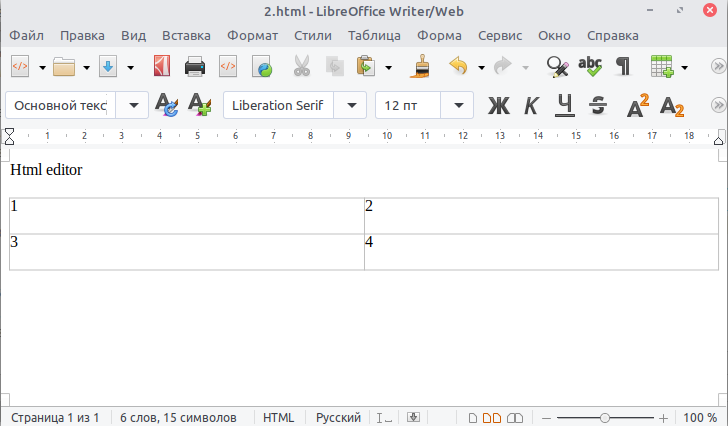 2.html - LibreOffice Writer/Web
Файл Правка Вид Вставка Формат Стили Таблица Форма Сервис Окно Справка
abc
Основной текс Liberation Serif 12 пт Ж К Ч S A2 A2
1 2 3 4 5 6 7 8 9 10 11 12 13 14 15 16 17 18
Html editor
1 2
3 4
Страница 1 из 1 6 слов, 15 символов HTML Русский 100 %